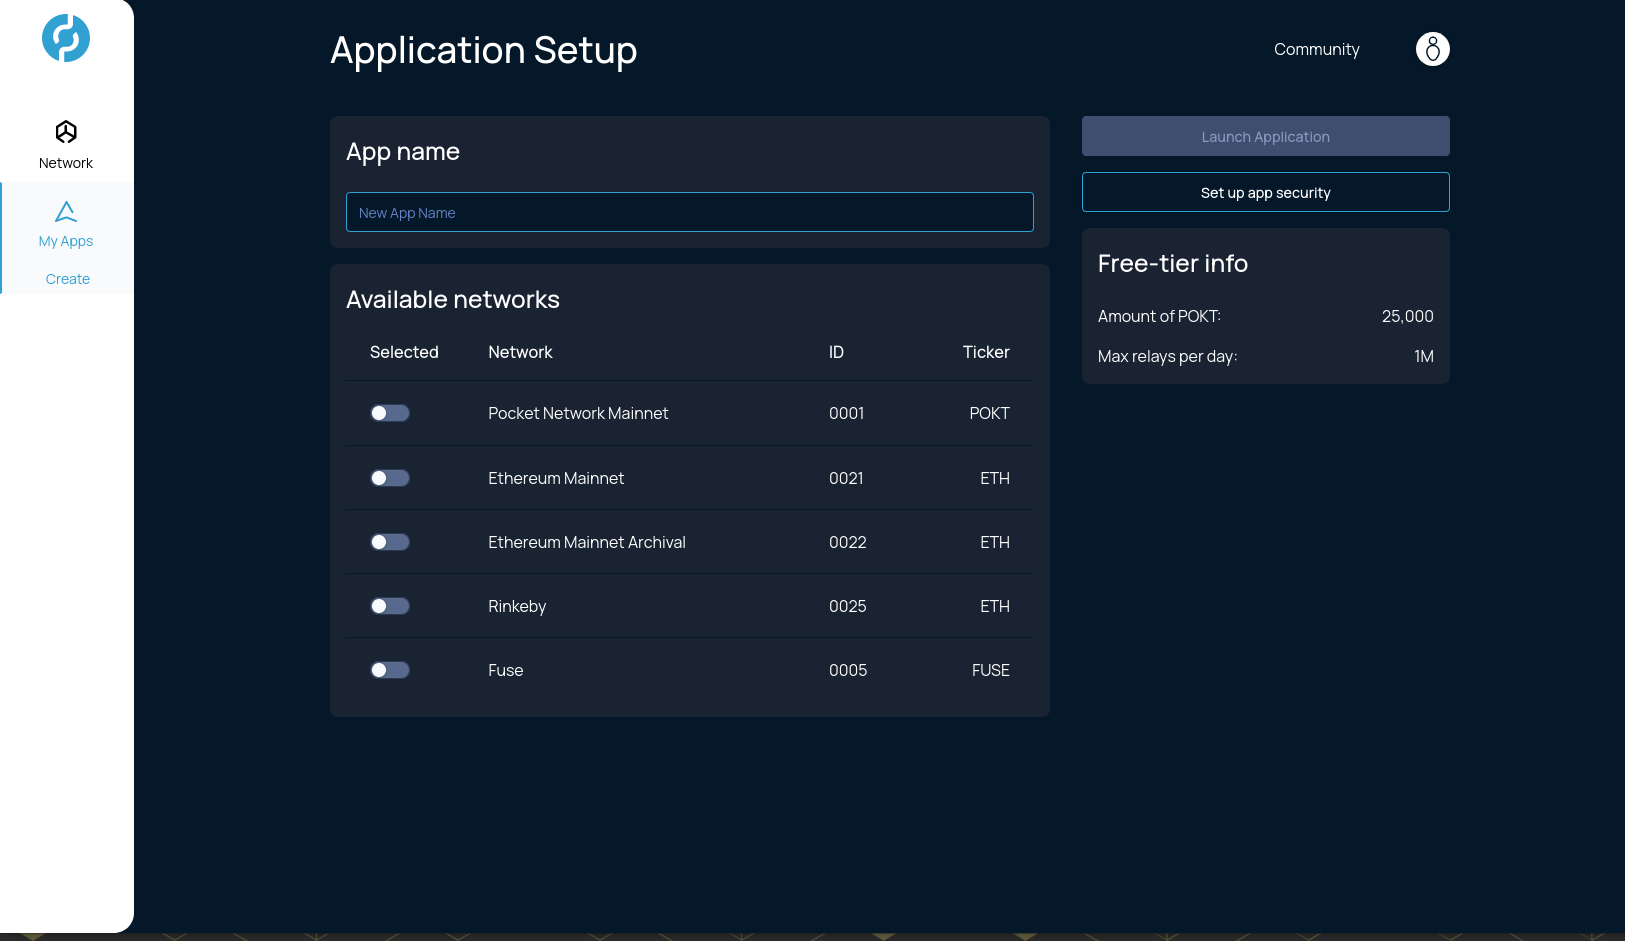 Application Setup
Community
Network
My Apps
Create
App name
New App Name
Available networks
Selected Network ID Ticker
Pocket Network Mainnet 0001 POKT
Ethereum Mainnet 0021 ETH
Ethereum Mainnet Archival 0022 ETH
Rinkeby 0025 ETH
Fuse 0005 FUSE
Launch Application
Set up app security
Free-tier info
Amount of POKT: 25,000
Max relays per day: 1M